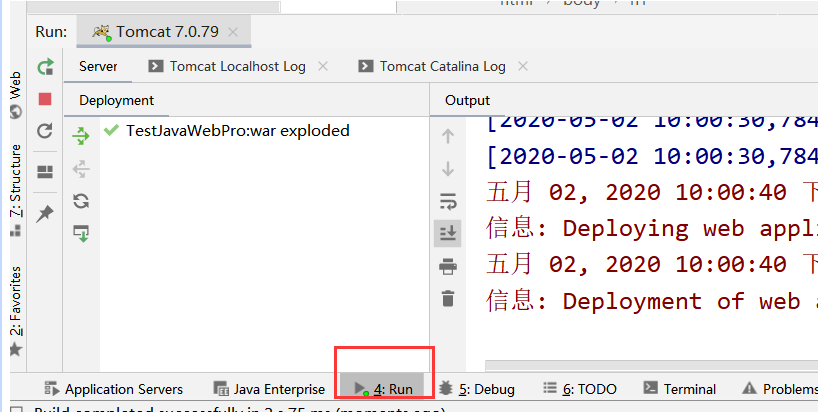 html
body
Run: Tomcat 7.0.79
Server Tomcat Localhost Log Tomcat Catalina Log
Deployment Output
TestJavaWebPro:war exploded
[2020-05-02 10:00:30,784
[2020-05-02 10:00:30,784
五月 02, 2020 10:00:40 下
信息: Deploying web appli
五月 02, 2020 10:00:40 下
信息: Deployment of web a
Web
7: Structure
2: Favorites
Application Servers Java Enterprise 4: Run 5: Debug 6: TODO Terminal Problems
Build completed successfully in 2 s 75 ms (moments ago)